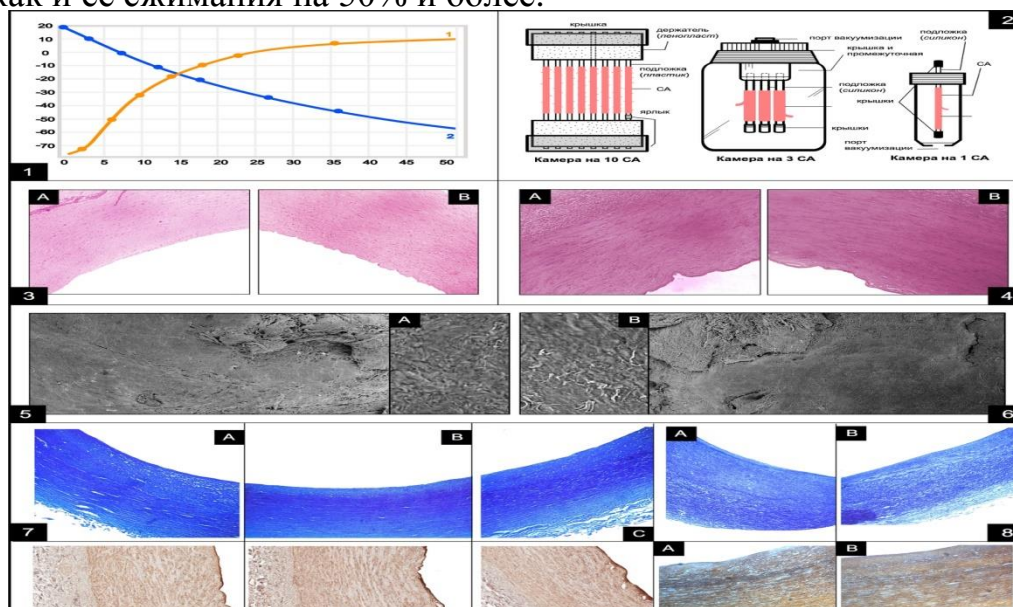 как и ее сжимания на 50% и более.
20
10
0
-10
-20
-30
-40
-50
-60
-70
0 5 10 15 20 25 30 35 40 45 50
1
2
1
2
крышка
держатель
(пенопласт)
подложка
(пластик)
СА
ярлык
Камера на 10 СА
порт вакуумизации
крышка и
промежуточная
подложка
(силикон)
крышки
крышки
порт
вакуумизации
Камера на 3 СА
подложка
(силикон)
СА
Камера на 1 СА
A
B
3
A
B
4
A
5
B
6
A
B
C
7
A
B
8
A
B